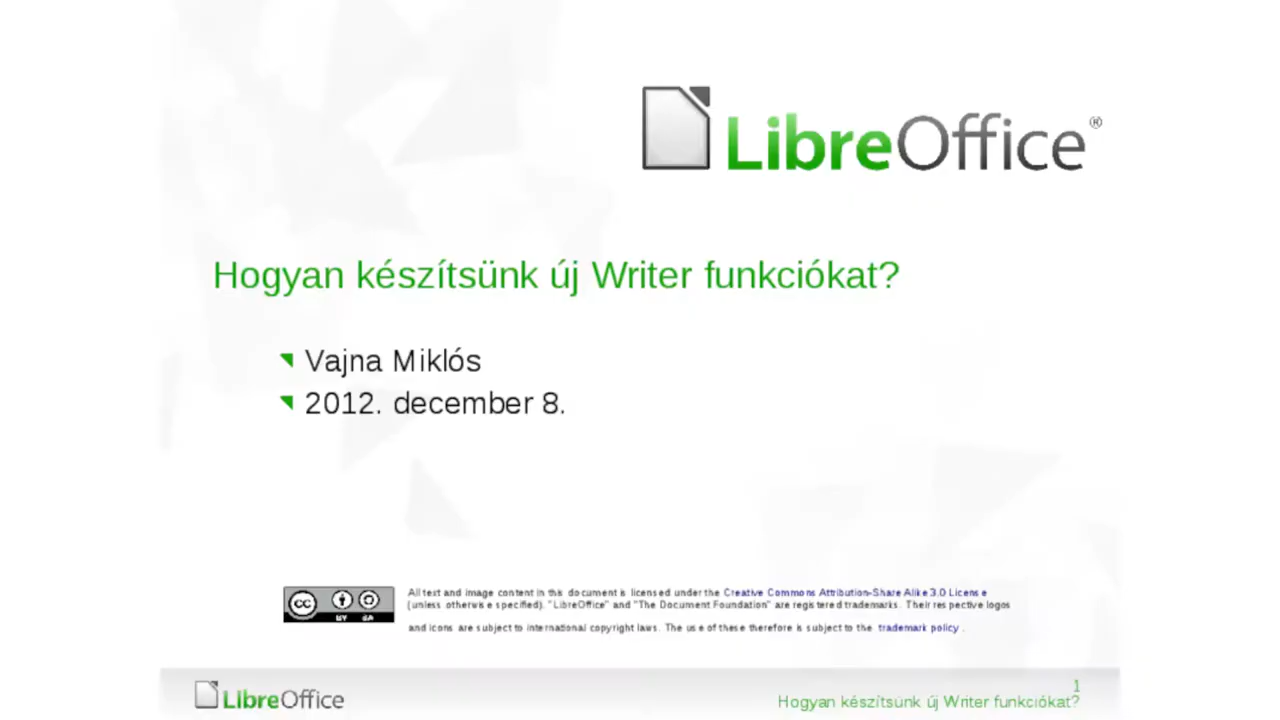 LibreOffice®
Hogyan készítsünk új Writer funkciókat?
Vajna Miklós
2012. december 8.
cc BY SA
All text and image content in this document is licensed under the Creative Commons Attribution-Share Alike 3.0 License
(unless otherwise specified). "LibreOffice" and "The Document Foundation" are registered trademarks. Their respective logos
and icons are subject to international copyright laws. The use of these therefore is subject to the trademark policy .
LibreOffice
1
Hogyan készítsünk új Writer funkciókat?